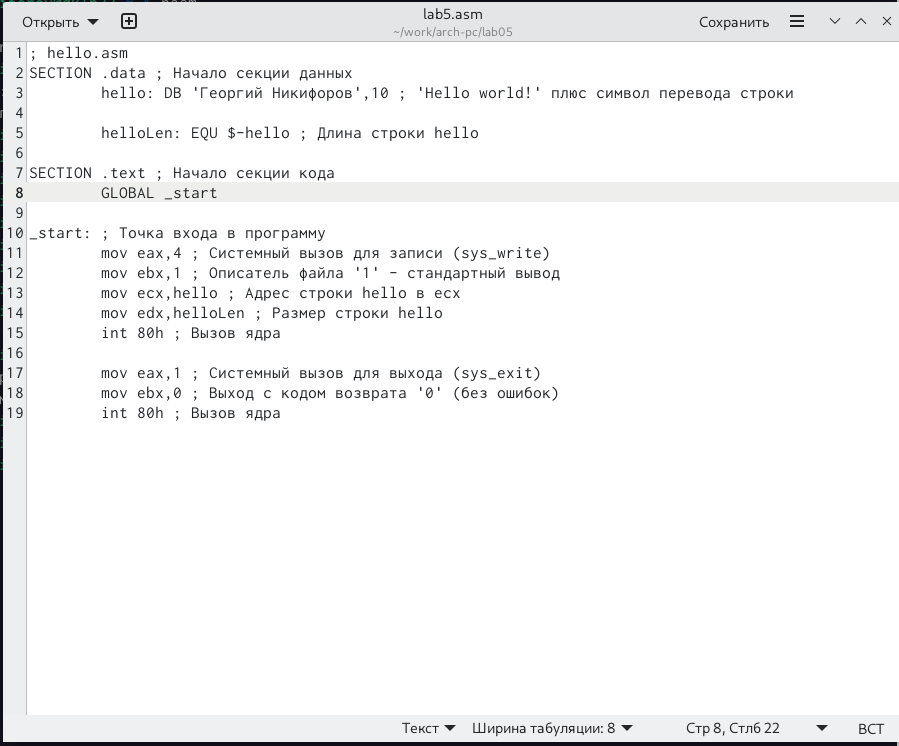 Открыть
lab5.asm
~/work/arch-pc/lab05
Сохранить
1 ; hello.asm
2 SECTION .data ; Начало секции данных
3 hello: DB 'Георгий Никифоров',10 ; 'Hello world!' плюс символ перевода строки
4
5 helloLen: EQU $-hello ; Длина строки hello
6
7 SECTION .text ; Начало секции кода
8 GLOBAL _start
9
10 _start: ; Точка входа в программу
11 mov eax,4 ; Системный вызов для записи (sys_write)
12 mov ebx,1 ; Описатель файла '1' - стандартный вывод
13 mov ecx,hello ; Адрес строки hello в ecx
14 mov edx,helloLen ; Размер строки hello
15 int 80h ; Вызов ядра
16
17 mov eax,1 ; Системный вызов для выхода (sys_exit)
18 mov ebx,0 ; Выход с кодом возврата '0' (без ошибок)
19 int 80h ; Вызов ядра
Текст Ширина табуляции: 8 Стр 8, Стлб 22 ВСТ